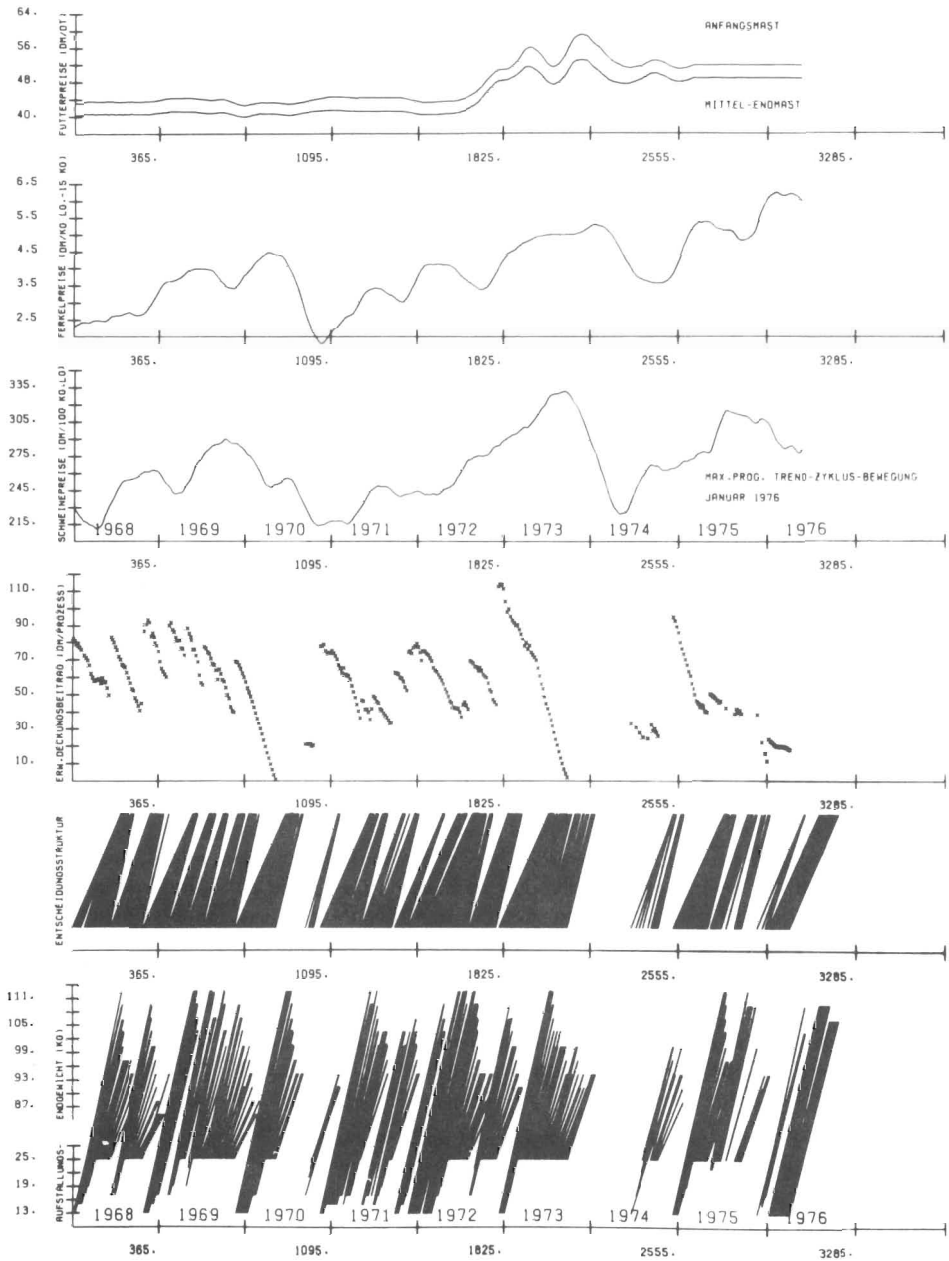 64.
56
48
40.
FUTTERPREISE (DM/DT)
ANFANGSMAST
MITTEL-ENDMAST
365. 1095. 1825. 2555. 3285.
6.5
5.5
4.5
3.5
2.5
FERKELPREISE (DM/KG LG.-15 KG)
365. 1095. 1825. 2555. 3285.
335.
305.
275.
245.
215.
SCHWEINEPREISE (DM/100 KG.LG)
MAX.PROG. TREND-ZYKLUS-BEWEGUNG
JANUAR 1976
968 1969 1970 1971 1972 1973 1974 1975 1976
365. 1095. 1825. 2555. 3285.
110.
90.
70.
50.
30.
10.
ERW.DECKUNGSBEITRAG (DM/PROZESS)
365. 1095. 1825. 2555. 3285.
ENTSCHEIDUNGSSTRUKTUR
365. 1095. 1825. 2555. 3285.
111.
105.
99.
93.
87.
25.
19.
13.
AUFSTALLUNGS- ENDGEWICHT (KG)
1968 1969 1970 1971 1972 1973 1974 1975 1976
365. 1095. 1825. 2555. 3285.